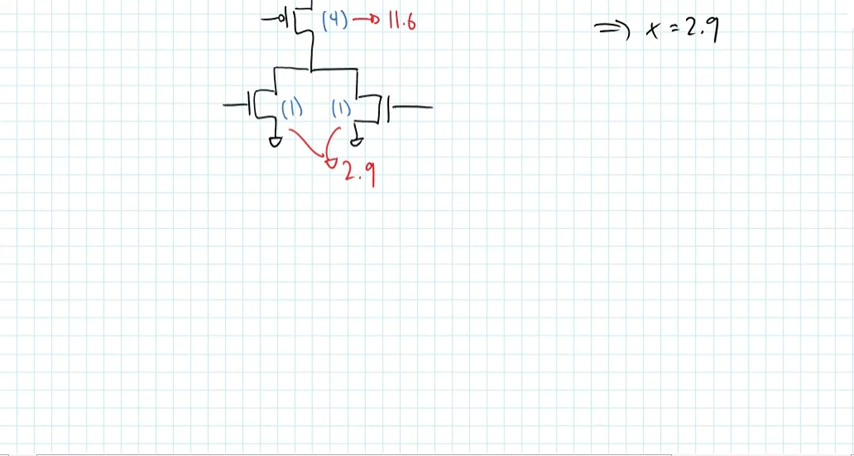 (4) → 11.6
⇒ x = 2.9
(1) (1)
2.9